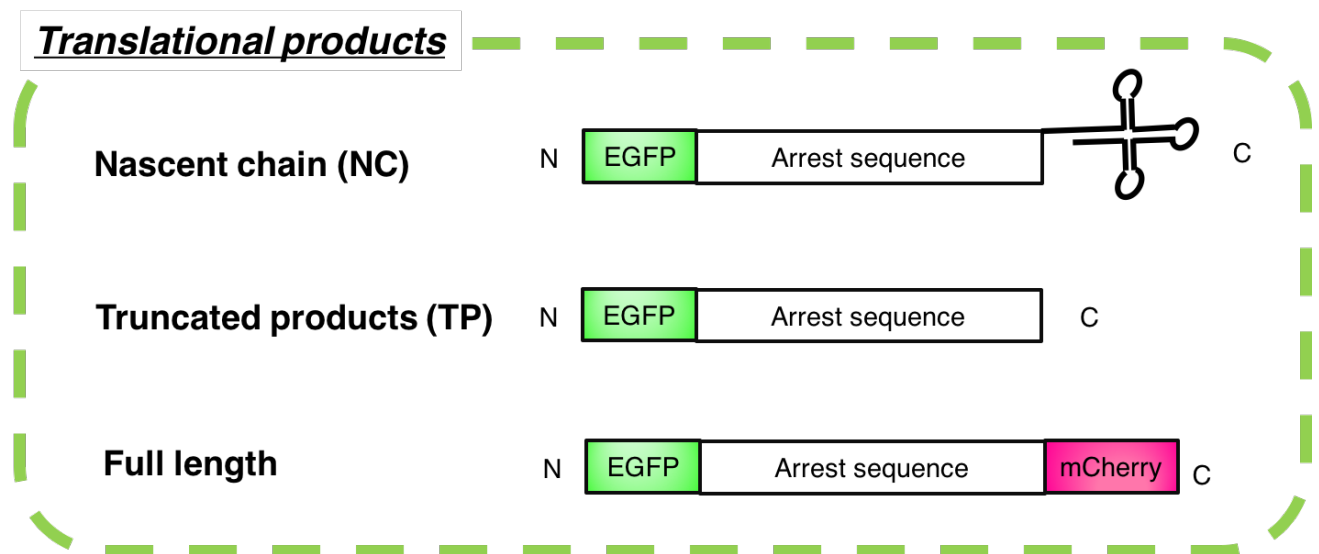 Translational products
Nascent chain (NC) N EGFP Arrest sequence C
Truncated products (TP) N EGFP Arrest sequence C
Full length N EGFP Arrest sequence mCherry C